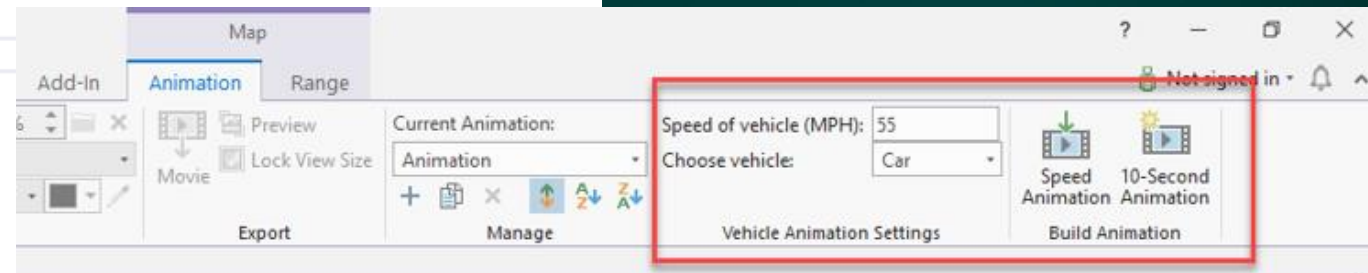 Map
?
Add-In Animation Range Not signed in
%
Preview
Lock View Size
Movie
Export
Current Animation:
Animation
Manage
Speed of vehicle (MPH): 55
Choose vehicle: Car
Vehicle Animation Settings
Speed Animation
10-Second Animation
Build Animation